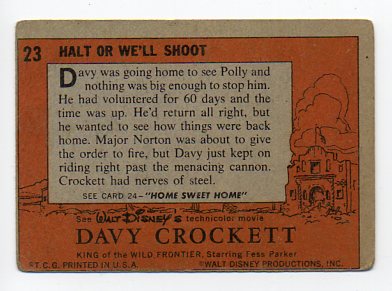 23 HALT OR WE'LL SHOOT
Davy was going home to see Polly and
nothing was big enough to stop him.
He had voluntered for 60 days and the
time was up. He'd return all right, but
he wanted to see how things were back
home. Major Norton was about to give
the order to fire, but Davy just kept on
riding right past the menacing cannon.
Crockett had nerves of steel.
SEE CARD 24-"HOME SWEET HOME"
See WALT DISNEY'S technicolor movie
DAVY CROCKETT
KING of the WILD FRONTIER, Starring Fess Parker
T.C.G. PRINTED IN U.S.A. ©WALT DISNEY PRODUCTIONS, INC.